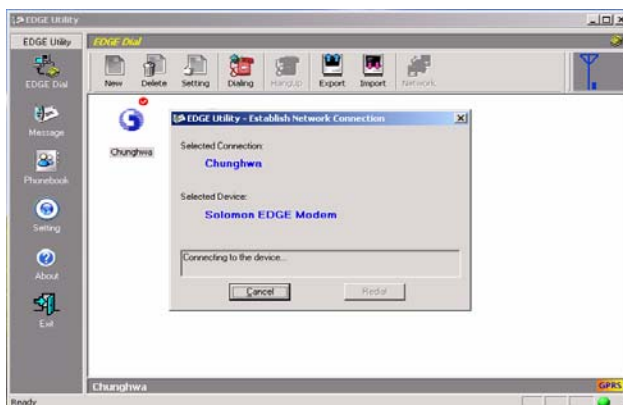 EDGE Utility
EDGE Utility
EDGE Dial
EDGE Dial
Message
Phonebook
Setting
About
Exit
New Delete Setting Dialing HangUp Export Import Network
Chunghwa
EDGE Utility - Establish Network Connection
Selected Connection:
Chunghwa
Selected Device:
Solomon EDGE Modem
Connecting to the device...
Cancel Redial
Chunghwa GPRS
Ready